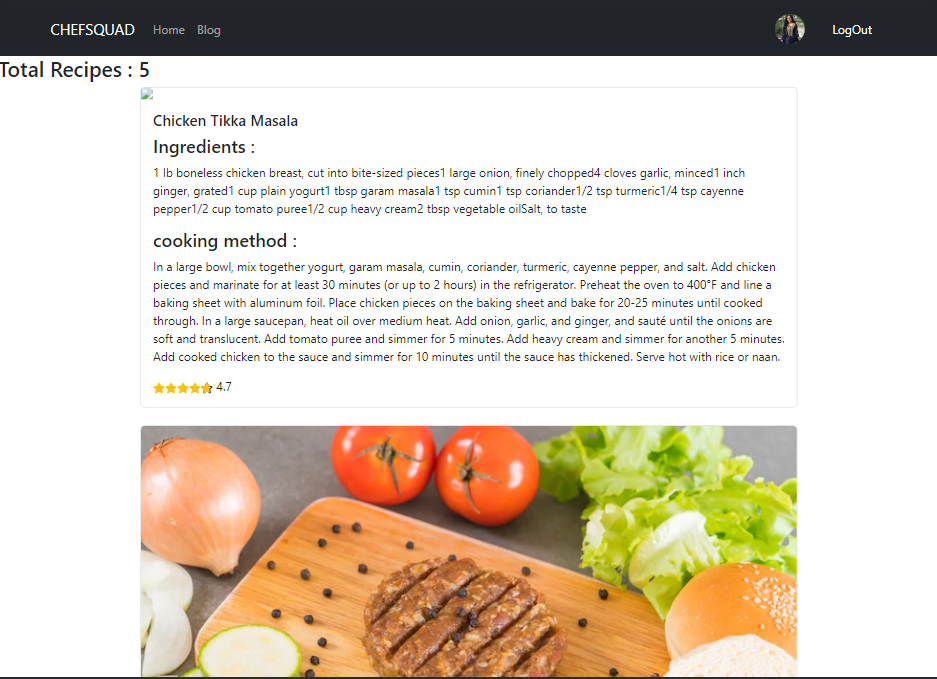 CHEFSQUAD Home Blog LogOut
Total Recipes : 5
Chicken Tikka Masala
Ingredients :
1 lb boneless chicken breast, cut into bite-sized pieces1 large onion, finely chopped4 cloves garlic, minced1 inch
ginger, grated1 cup plain yogurt1 tbsp garam masala1 tsp cumin1 tsp coriander1/2 tsp turmeric1/4 tsp cayenne
pepper1/2 cup tomato puree1/2 cup heavy cream2 tbsp vegetable oilSalt, to taste
cooking method :
In a large bowl, mix together yogurt, garam masala, cumin, coriander, turmeric, cayenne pepper, and salt. Add chicken
pieces and marinate for at least 30 minutes (or up to 2 hours) in the refrigerator. Preheat the oven to 400°F and line a
baking sheet with aluminum foil. Place chicken pieces on the baking sheet and bake for 20-25 minutes until cooked
through. In a large saucepan, heat oil over medium heat. Add onion, garlic, and ginger, and sauté until the onions are
soft and translucent. Add tomato puree and simmer for 5 minutes. Add heavy cream and simmer for another 5 minutes.
Add cooked chicken to the sauce and simmer for 10 minutes until the sauce has thickened. Serve hot with rice or naan.
4.7